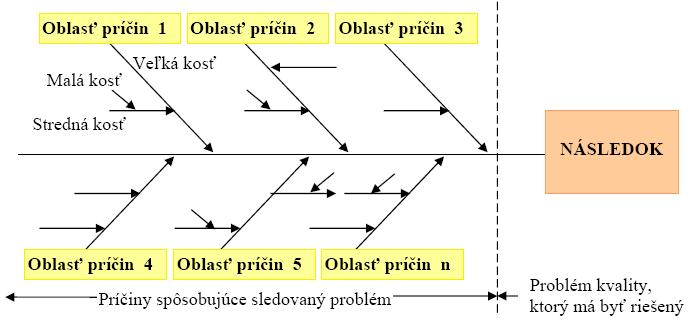 Oblasť príčin 1
Oblasť príčin 2
Oblasť príčin 3
Veľká kosť
Malá kosť
Stredná kosť
NÁSLEDOK
Oblasť príčin 4
Oblasť príčin 5
Oblasť príčin n
Príčiny spôsobujúce sledovaný problém
Problém kvality,
ktorý má byť riešený